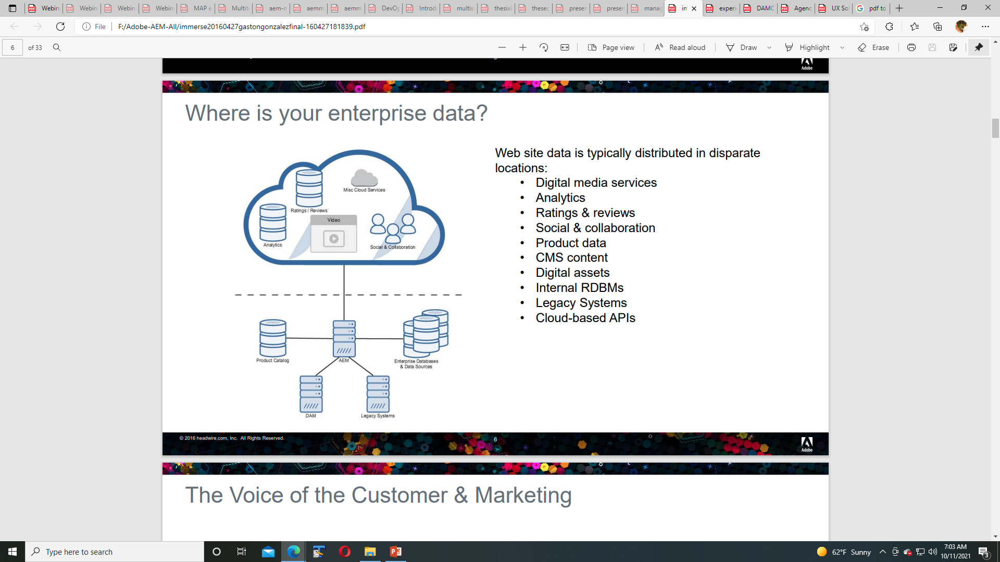 Webin
Webin
Webin
Webin
MAP e
Multit
aem-m
aemm
aemm
DevOp
Introd
multis
thesixl
thesec
presen
presen
manag
im
experi
DAMC
Agenc
UX Sol
pdf to
File
F:/Adobe-AEM-All/immerse20160427gastongonzalezfinal-160427181839.pdf
6 of 33
Page view
Read aloud
Draw
Highlight
Erase
Adobe
Where is your enterprise data?
Misc Cloud Services
Ratings / Reviews
Video
Analytics
Social & Collaboration
Product Catalog
AEM
Enterprise Databases
& Data Sources
DAM
Legacy Systems
Web site data is typically distributed in disparate
locations:
• Digital media services
• Analytics
• Ratings & reviews
• Social & collaboration
• Product data
• CMS content
• Digital assets
• Internal RDBMs
• Legacy Systems
• Cloud-based APIs
© 2016 headwire.com, Inc. All Rights Reserved.
6
Adobe
The Voice of the Customer & Marketing
Type here to search
62°F Sunny
7:03 AM
10/11/2021
3